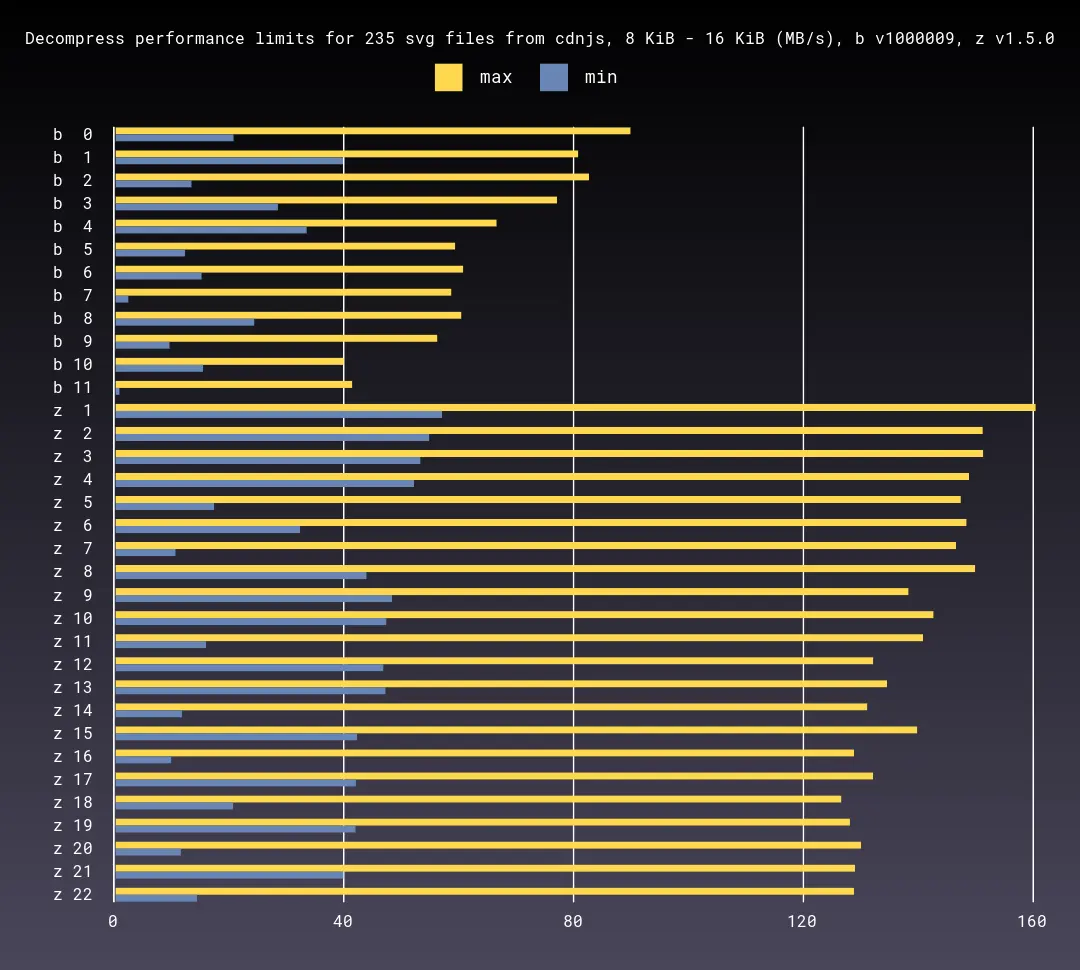 Decompress performance limits for 235 svg files from cdnjs, 8 KiB - 16 KiB (MB/s), b v1000009, z v1.5.0
max min
b 0
b 1
b 2
b 3
b 4
b 5
b 6
b 7
b 8
b 9
b 10
b 11
z 1
z 2
z 3
z 4
z 5
z 6
z 7
z 8
z 9
z 10
z 11
z 12
z 13
z 14
z 15
z 16
z 17
z 18
z 19
z 20
z 21
z 22
0 40 80 120 160